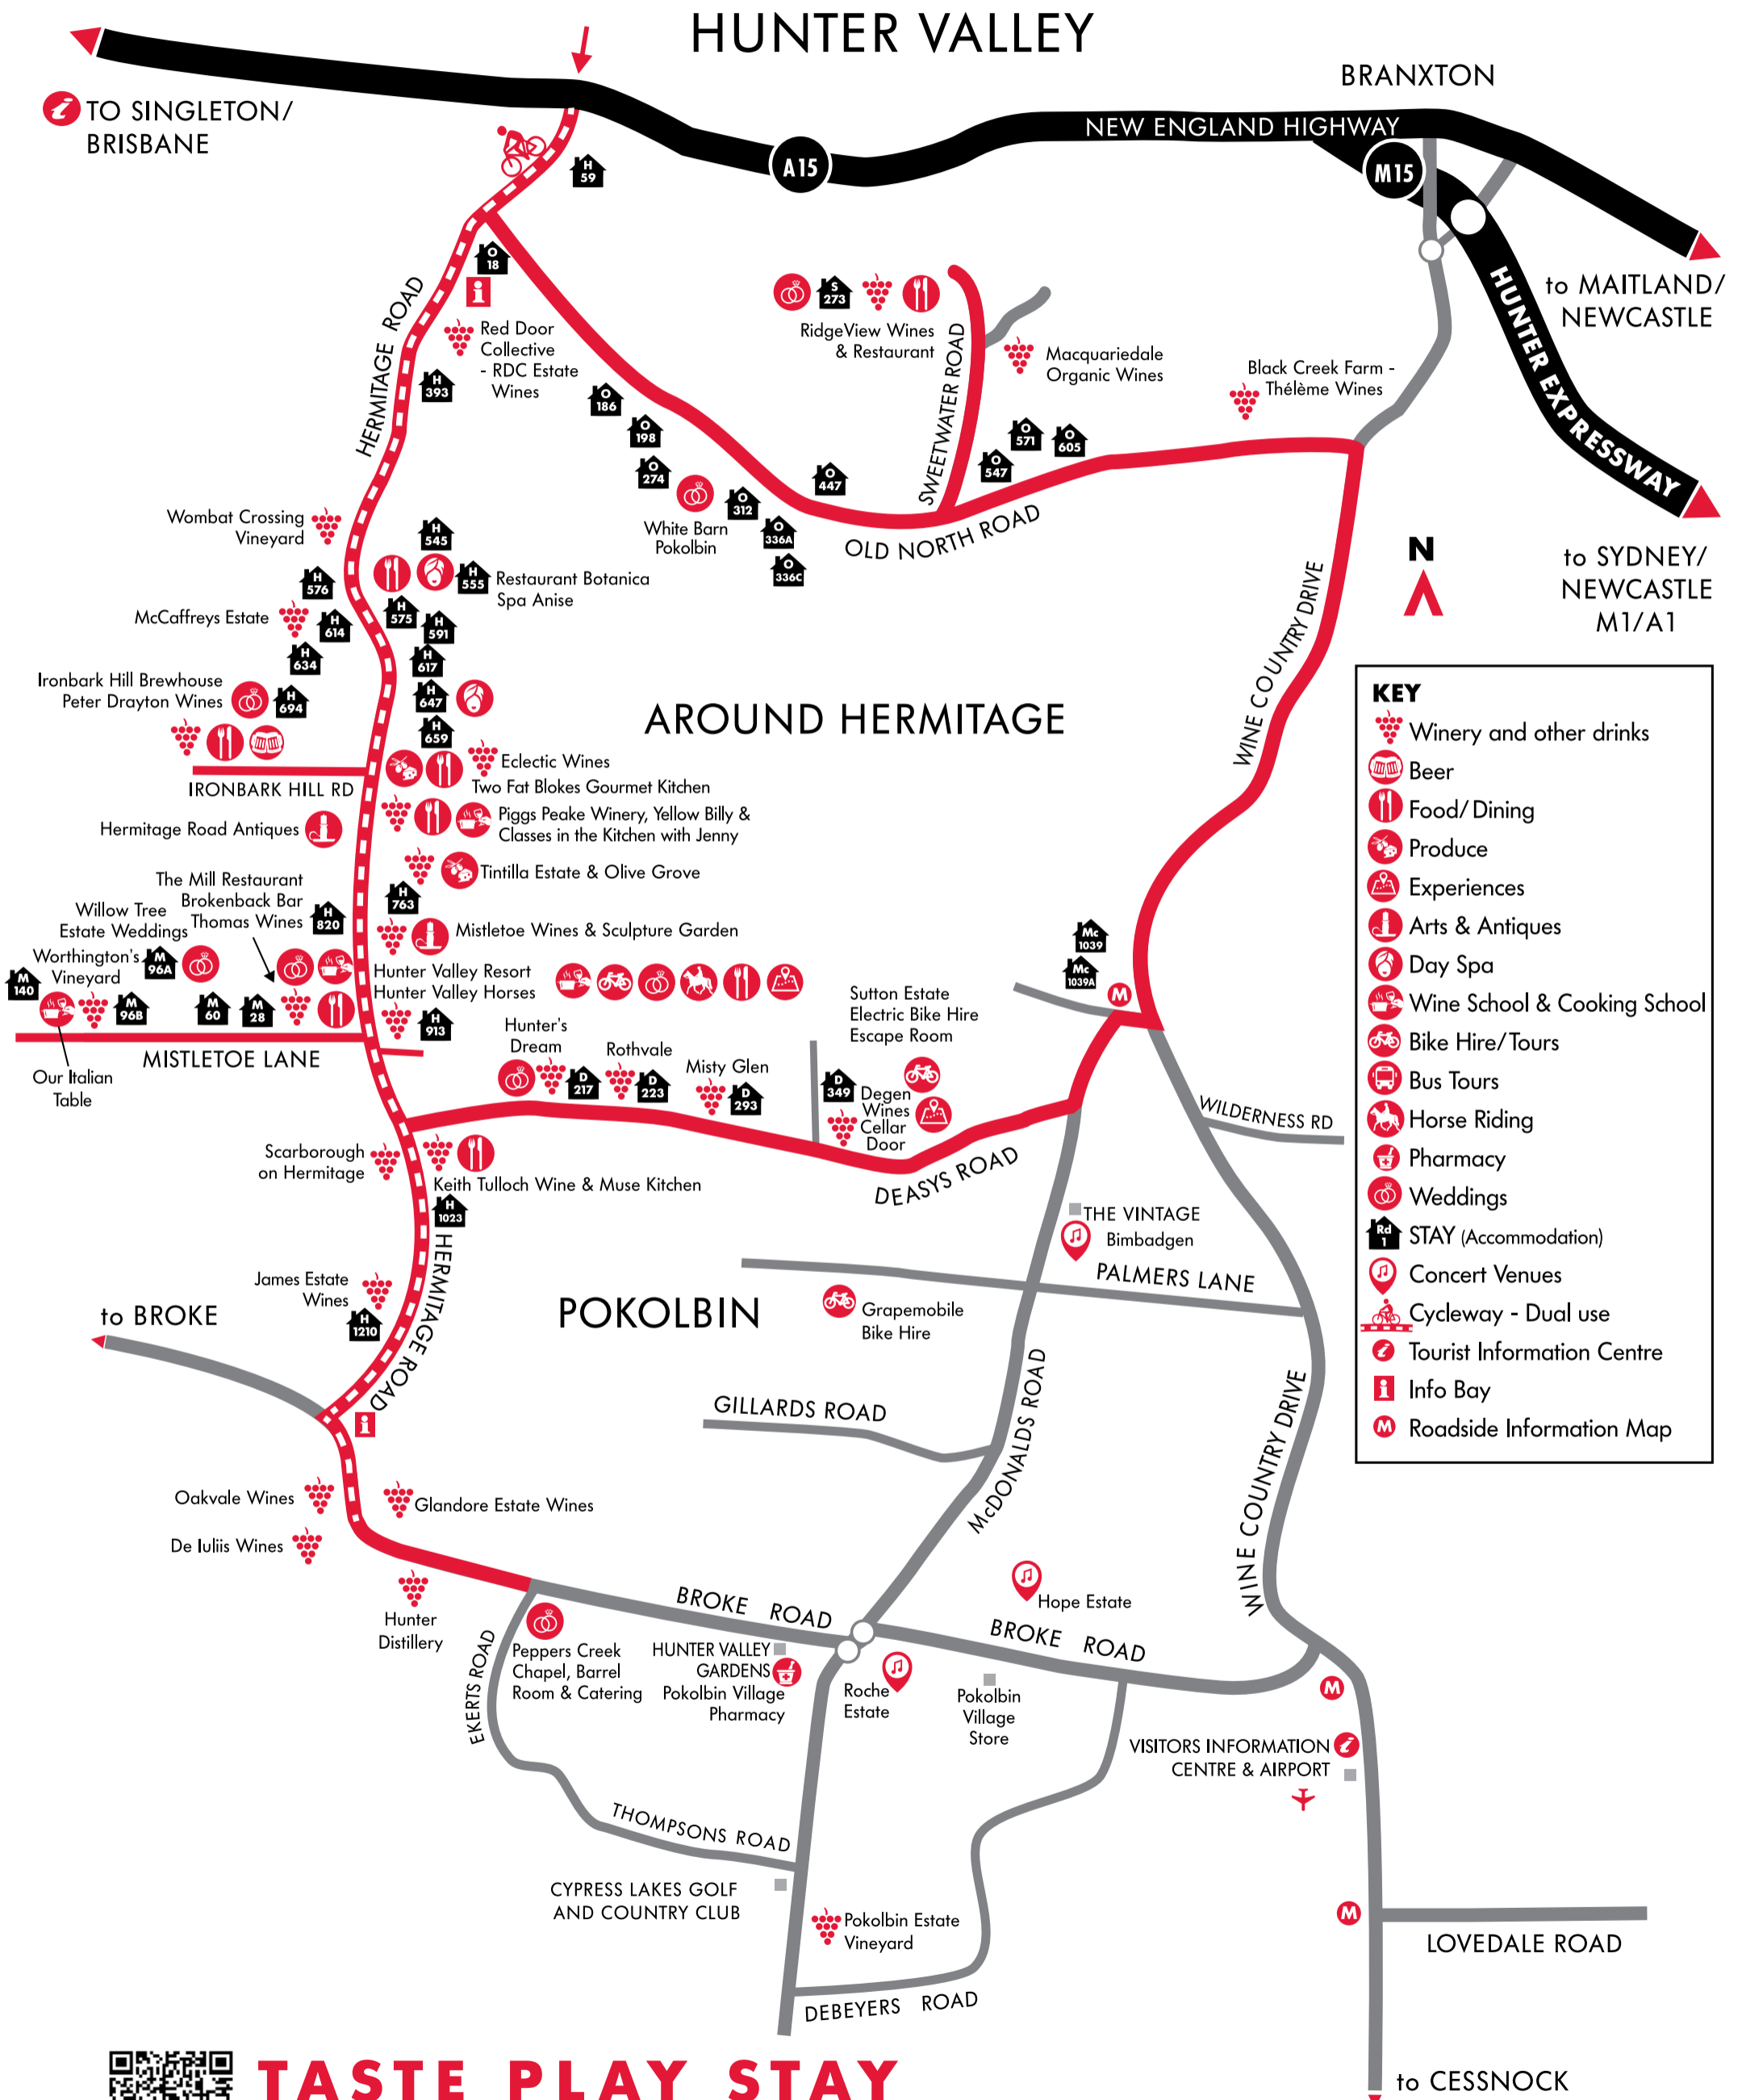 HUNTER VALLEY
BRANXTON
TO SINGLETON/
BRISBANE
NEW ENGLAND HIGHWAY
A15
M15
H
59
HUNTER EXPRESSWAY
to MAITLAND/
NEWCASTLE
to SYDNEY/
NEWCASTLE
M1/A1
N
HERMITAGE ROAD
O
18
i
Red Door
Collective
- RDC Estate
Wines
H
393
O
186
O
198
O
274
White Barn
Pokolbin
O
312
O
336A
O
336C
O
447
S
273
RidgeView Wines
& Restaurant
SWEETWATER ROAD
Macquariedale
Organic Wines
O
547
O
571
O
605
Black Creek Farm -
Thélème Wines
OLD NORTH ROAD
WINE COUNTRY DRIVE
Wombat Crossing
Vineyard
H
545
H
576
H
555
Restaurant Botanica
Spa Anise
H
575
H
591
McCaffreys Estate
H
614
H
617
H
634
Ironbark Hill Brewhouse
Peter Drayton Wines
H
694
H
647
H
659
AROUND HERMITAGE
IRONBARK HILL RD
Eclectic Wines
Two Fat Blokes Gourmet Kitchen
Piggs Peake Winery, Yellow Billy &
Classes in the Kitchen with Jenny
Hermitage Road Antiques
Tintilla Estate & Olive Grove
H
763
The Mill Restaurant
Brokenback Bar
Thomas Wines
H
820
Willow Tree
Estate Weddings
Mistletoe Wines & Sculpture Garden
Worthington's
Vineyard
M
96A
M
140
M
96B
M
60
M
28
Hunter Valley Resort
Hunter Valley Horses
H
913
MISTLETOE LANE
Our Italian
Table
Hunter's
Dream
D
217
Rothvale
D
223
Misty Glen
D
293
Sutton Estate
Electric Bike Hire
Escape Room
D
349
Degen
Wines
Cellar
Door
Mc
1039
Mc
1039A
M
DEASYS ROAD
WILDERNESS RD
Scarborough
on Hermitage
Keith Tulloch Wine & Muse Kitchen
H
1023
HERMITAGE ROAD
James Estate
Wines
H
1210
to BROKE
i
POKOLBIN
THE VINTAGE
Bimbadgen
PALMERS LANE
Grapemobile
Bike Hire
GILLARDS ROAD
McDONALDS ROAD
WINE COUNTRY DRIVE
Oakvale Wines
Glandore Estate Wines
De Iuliis Wines
Hunter
Distillery
BROKE ROAD
Hope Estate
BROKE ROAD
EKERTS ROAD
Peppers Creek
Chapel, Barrel
Room & Catering
HUNTER VALLEY
GARDENS
Pokolbin Village
Pharmacy
Roche
Estate
Pokolbin
Village
Store
M
VISITORS INFORMATION
CENTRE & AIRPORT
THOMPSONS ROAD
CYPRESS LAKES GOLF
AND COUNTRY CLUB
Pokolbin Estate
Vineyard
M
LOVEDALE ROAD
DEBEYERS ROAD
to CESSNOCK
KEY
Winery and other drinks
Beer
Food/Dining
Produce
Experiences
Arts & Antiques
Day Spa
Wine School & Cooking School
Bike Hire/Tours
Bus Tours
Horse Riding
Pharmacy
Weddings
Rd
1
STAY (Accommodation)
Concert Venues
Cycleway - Dual use
i
Tourist Information Centre
i
Info Bay
M
Roadside Information Map
TASTE PLAY STAY